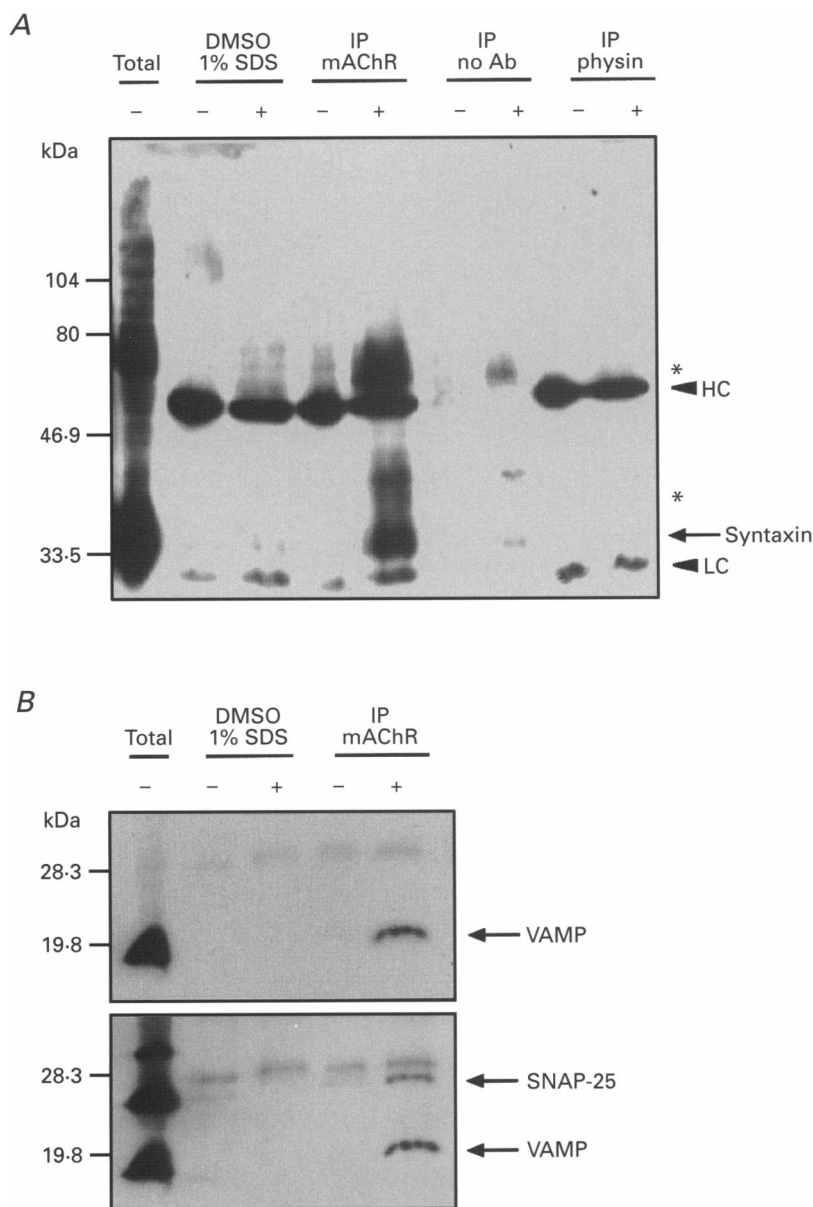 A
Total
DMSO 1% SDS
IP mAChR
IP no Ab
IP physin
– – + – + – + – +
kDa
104
80
* 
HC
46·9
*
Syntaxin
33·5
LC
B
Total
DMSO 1% SDS
IP mAChR
– – + – +
kDa
28·3
19·8
VAMP
28·3
SNAP-25
19·8
VAMP